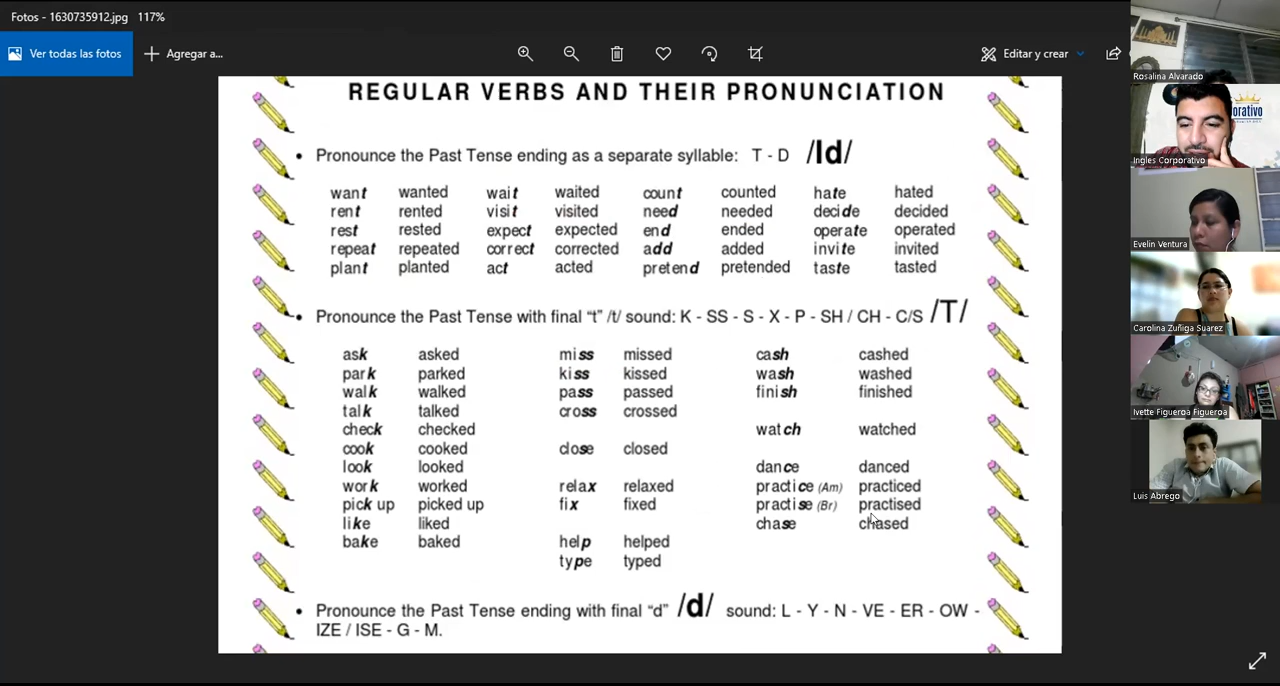 Fotos - 1630735912.jpg 117%
Ver todas las fotos
Agregar a...
Editar y crear
REGULAR VERBS AND THEIR PRONUNCIATION
• Pronounce the Past Tense ending as a separate syllable: T - D /Id/
want wanted wait waited count counted hate hated
rent rented visit visited need needed decide decided
rest rested expect expected end ended operate operated
repeat repeated correct corrected add added invite invited
plant planted act acted pretend pretended taste tasted
• Pronounce the Past Tense with final “t” /t/ sound: K - SS - S - X - P - SH / CH - C/S /T/
ask asked miss missed cash cashed
park parked kiss kissed wash washed
walk walked pass passed finish finished
talk talked cross crossed
check checked watch watched
cook cooked close closed
look looked dance danced
work worked relax relaxed practice (Am) practiced
pick up picked up fix fixed practise (Br) practised
like liked chase chased
bake baked help helped
type typed
• Pronounce the Past Tense ending with final “d” /d/ sound: L - Y - N - VE - ER - OW -
IZE / ISE - G - M.
Rosalina Alvarado
orativo
Ingles Corporativo
Evelin Ventura
Carolina Zuñiga Suarez
Ivette Figueroa Figueroa
Luis Abrego